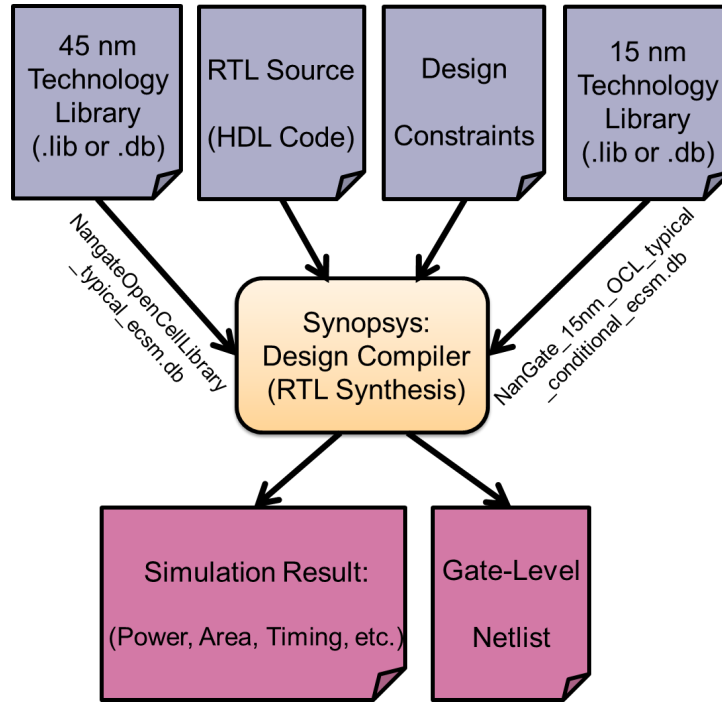 45 nm
Technology
Library
(.lib or .db)
RTL Source
(HDL Code)
Design
Constraints
15 nm
Technology
Library
(.lib or .db)
NangateOpenCellLibrary
_typical_ecsm.db
NanGate_15nm_OCL_typical
_conditional_ecsm.db
Synopsys:
Design Compiler
(RTL Synthesis)
Simulation Result:
(Power, Area, Timing, etc.)
Gate-Level
Netlist